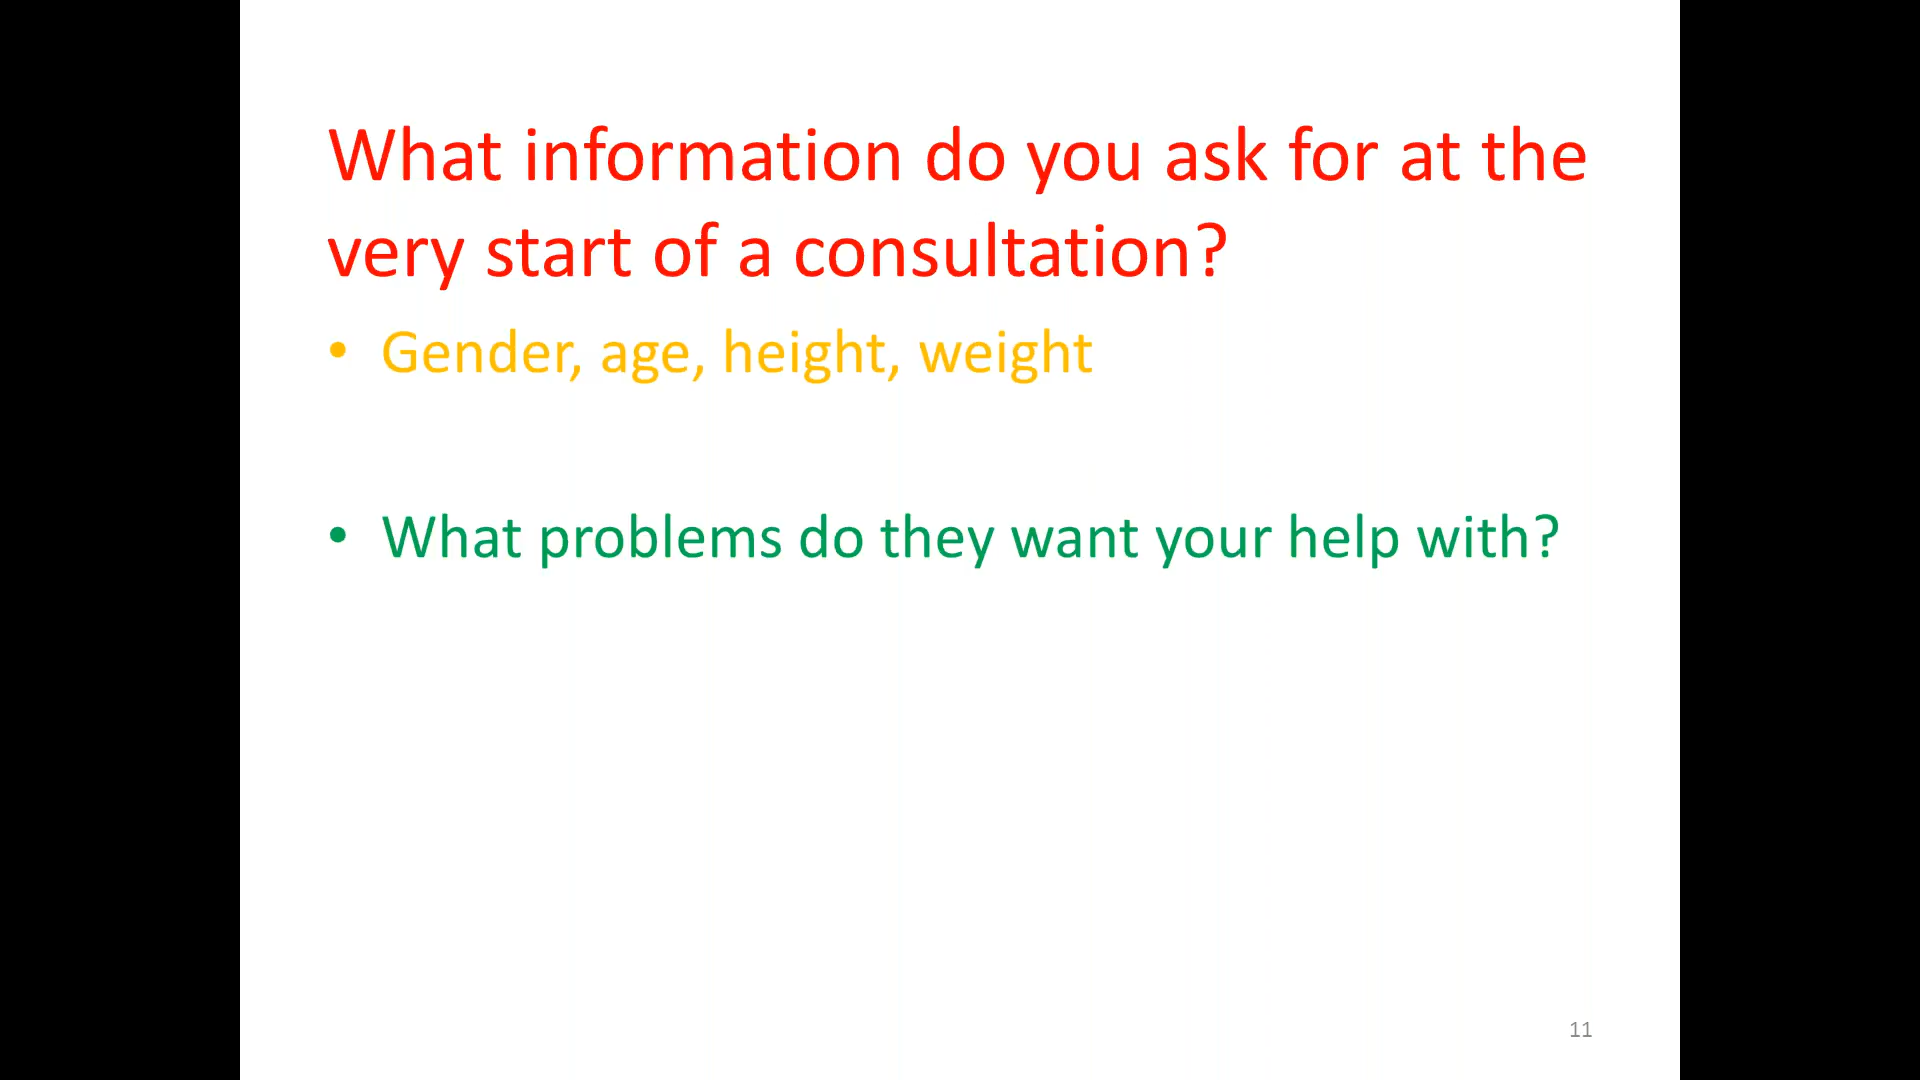 What information do you ask for at the
very start of a consultation?
• Gender, age, height, weight
• What problems do they want your help with?
11